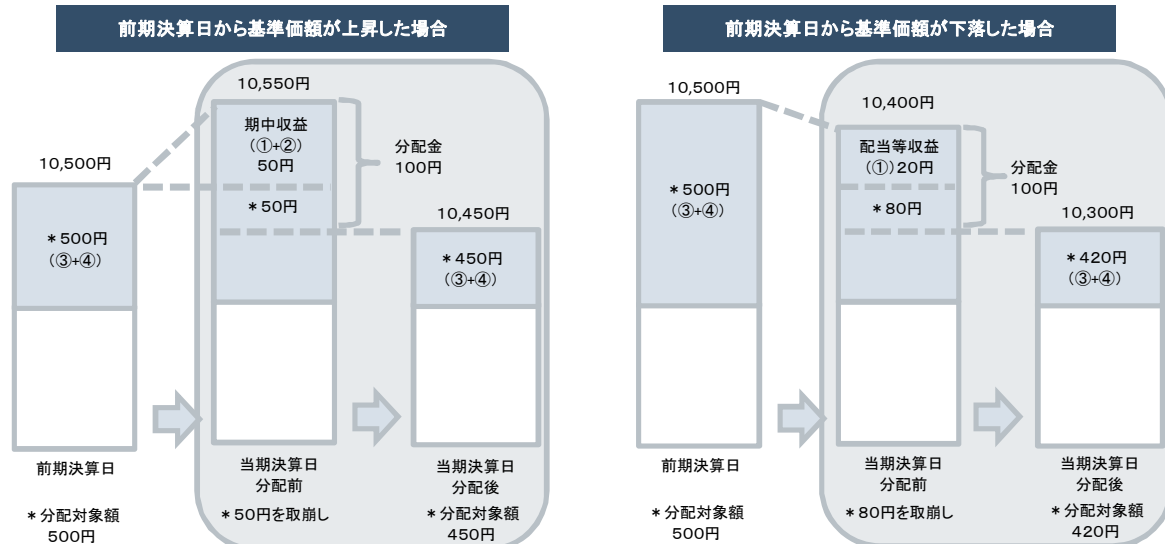 前期決算日から基準価額が上昇した場合
10,500円
*500円
(③+④)
前期決算日
*分配対象額
500円
10,550円
期中収益
(①+②)
50円
*50円
分配金
100円
当期決算日
分配前
*50円を取崩し
10,450円
*450円
(③+④)
当期決算日
分配後
*分配対象額
450円
前期決算日から基準価額が下落した場合
10,500円
*500円
(③+④)
前期決算日
*分配対象額
500円
10,400円
配当等収益
(①)20円
*80円
分配金
100円
当期決算日
分配前
*80円を取崩し
10,300円
*420円
(③+④)
当期決算日
分配後
*分配対象額
420円